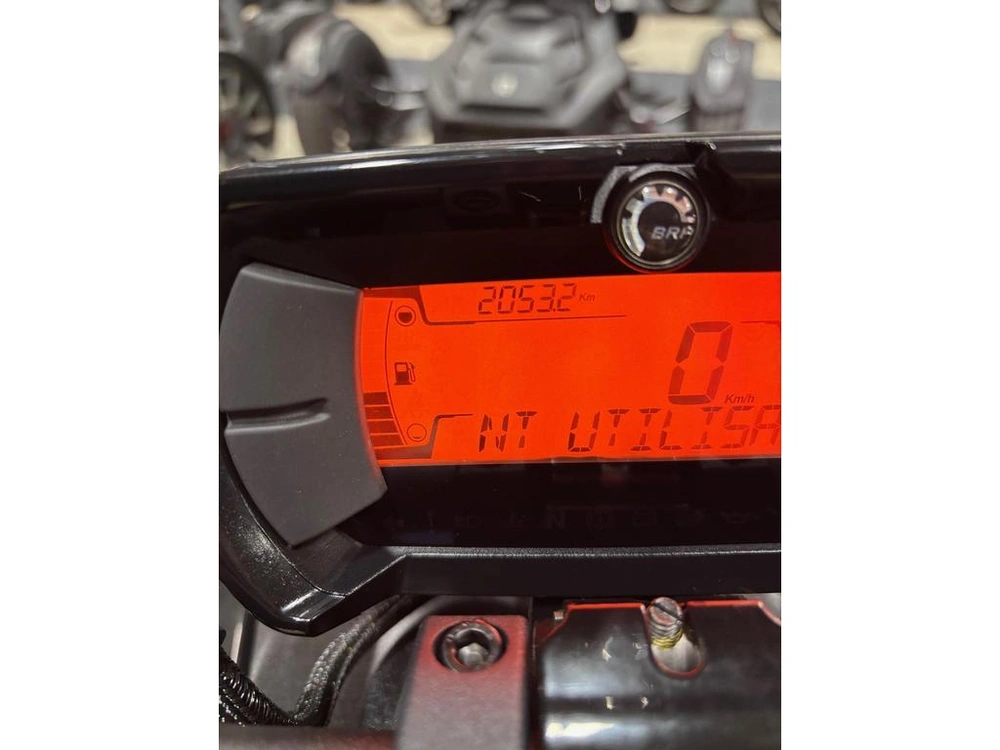 BRP
2053.2 Km
0 Km/h
NT UTILISA
N